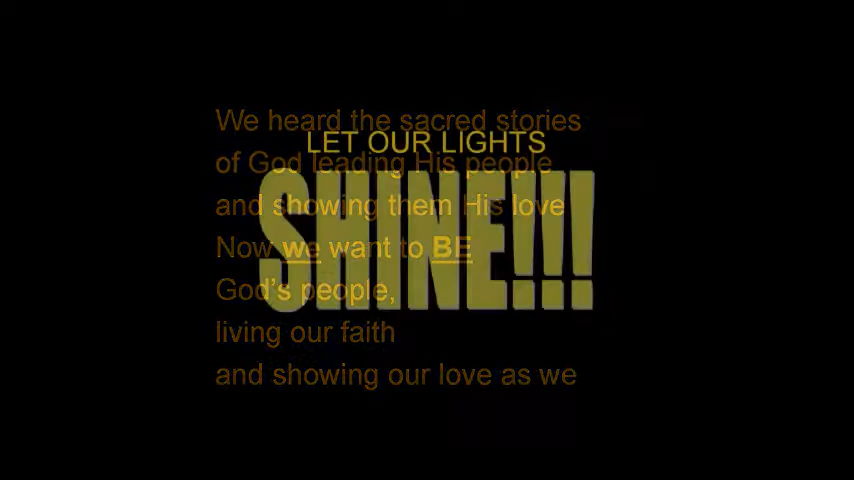 We heard the sacred stories
LET OUR LIGHTS
of God leading His people
SHINE!!!
and showing them His love
Now we want to BE
God's people,
living our faith
and showing our love as we